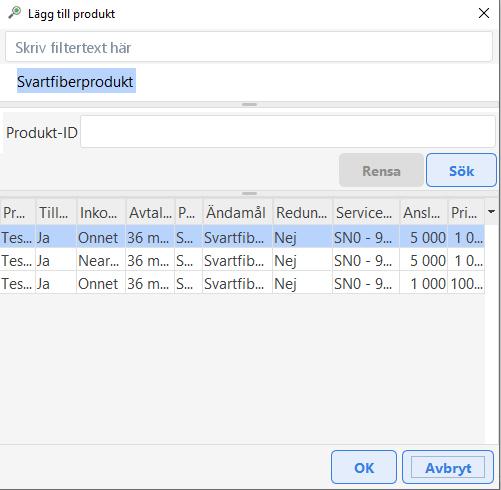 Lägg till produkt
Skriv filtertext här
Svartfiberprodukt
Produkt-ID
Rensa Sök
Pr... Till... Inko... Avtal... P... Ändamål Redun... Service... Ansl... Pri...
Tes... Ja Onnet 36 m... S... Svartfib... Nej SN0 - 9... 5 000 1 0...
Tes... Ja Near... 36 m... S... Svartfib... Nej SN0 - 9... 5 000 1 0...
Tes... Ja Onnet 36 m... S... Svartfib... Nej SN0 - 9... 1 000 100...
OK Avbryt